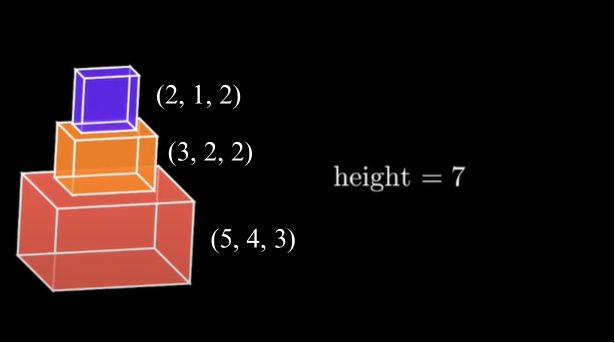 (2, 1, 2)
(3, 2, 2)
height = 7
(5, 4, 3)